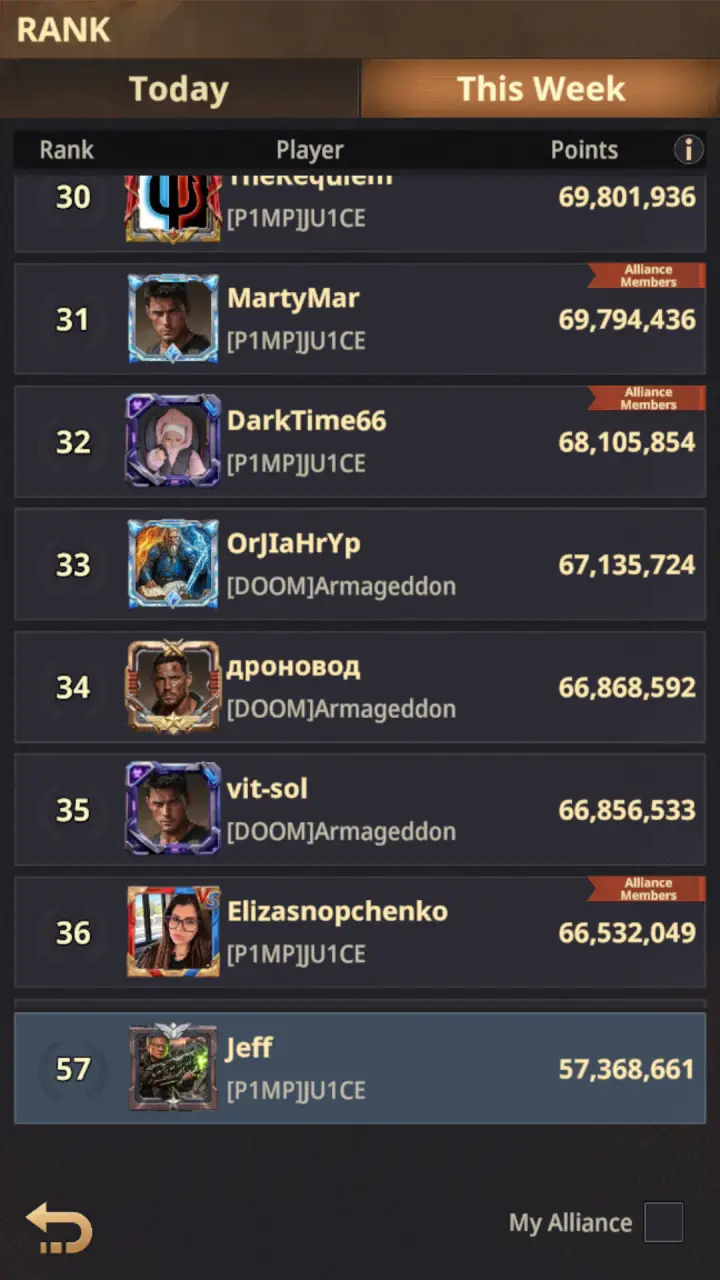 RANK
Today
This Week
Rank
Player
Points
30
TheRequiem
69,801,936
[P1MP]JU1CE
Alliance
Members
31
MartyMar
69,794,436
[P1MP]JU1CE
Alliance
Members
32
DarkTime66
68,105,854
[P1MP]JU1CE
33
OrJIaHrYp
67,135,724
[DOOM]Armageddon
34
дроновод
66,868,592
[DOOM]Armageddon
35
vit-sol
66,856,533
[DOOM]Armageddon
Alliance
Members
36
Elizasnopchenko
66,532,049
[P1MP]JU1CE
57
Jeff
57,368,661
[P1MP]JU1CE
My Alliance